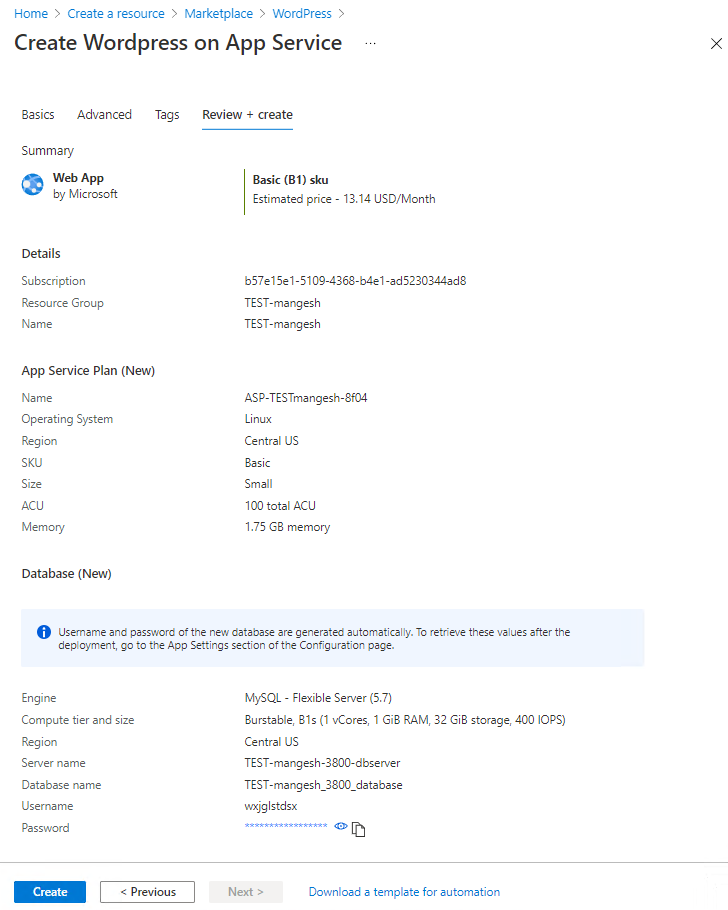 Home > Create a resource > Marketplace > WordPress >
Create Wordpress on App Service ...
Basics Advanced Tags Review + create
Summary
Web App
by Microsoft
Basic (B1) sku
Estimated price - 13.14 USD/Month
Details
Subscription b57e15e1-5109-4368-b4e1-ad5230344ad8
Resource Group TEST-mangesh
Name TEST-mangesh
App Service Plan (New)
Name ASP-TESTmangesh-8f04
Operating System Linux
Region Central US
SKU Basic
Size Small
ACU 100 total ACU
Memory 1.75 GB memory
Database (New)
Username and password of the new database are generated automatically. To retrieve these values after the
deployment, go to the App Settings section of the Configuration page.
Engine MySQL - Flexible Server (5.7)
Compute tier and size Burstable, B1s (1 vCores, 1 GiB RAM, 32 GiB storage, 400 IOPS)
Region Central US
Server name TEST-mangesh-3800-dbserver
Database name TEST-mangesh_3800_database
Username wxjglstdsx
Password *****************
Create < Previous Next > Download a template for automation